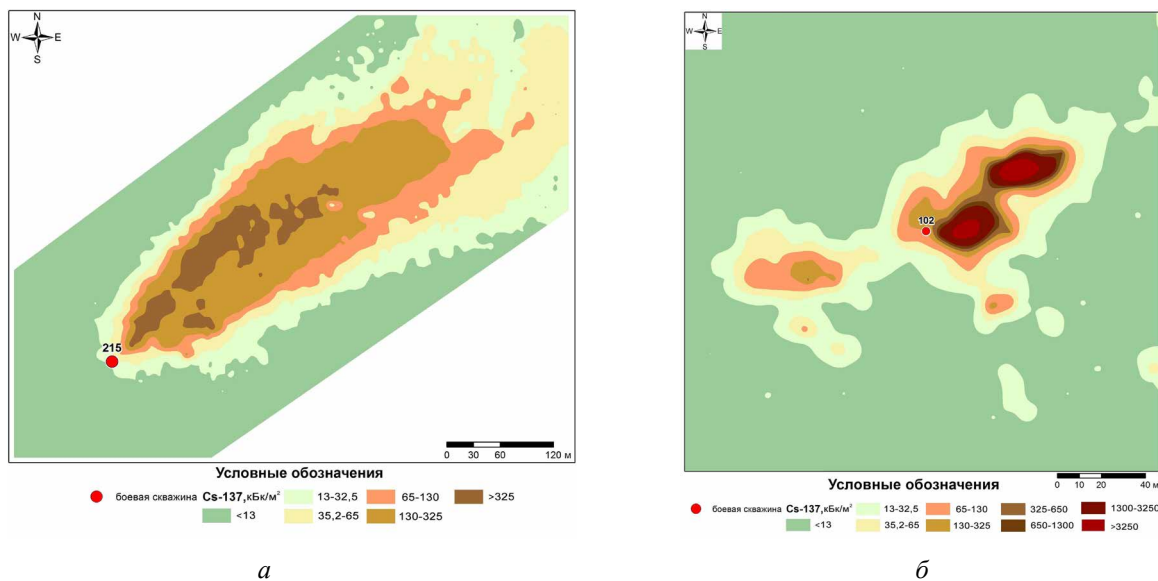 N
W E
S
215
0 30 60 120 м
Условные обозначения
боевая скважина Cs-137,кБк/м² 13-32,5 65-130 >325
<13 35,2-65 130-325
а
N
W E
S
102
0 10 20 40 м
Условные обозначения
боевая скважина Cs-137,кБк/м² 13-32,5 65-130 325-650 1300-3250
<13 35,2-65 130-325 650-1300 >3250
б